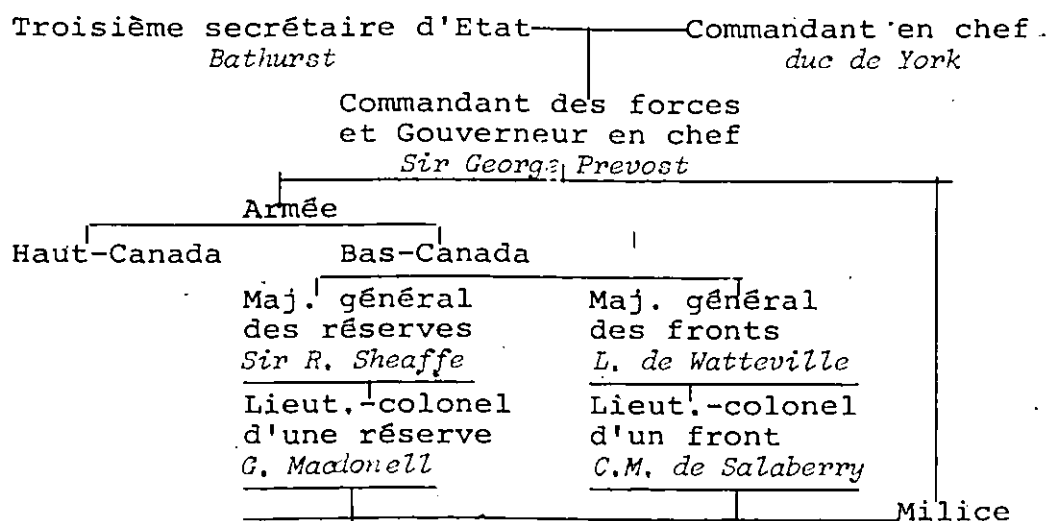 Troisième secrétaire d'Etat Commandant en chef
Bathurst duc de York
Commandant des forces
et Gouverneur en chef
Sir George Prevost
Armée
Haut-Canada Bas-Canada
Maj. général Maj. général
des réserves des fronts
Sir R. Sheaffe L. de Watteville
Lieut.-colonel Lieut.-colonel
d'une réserve d'un front
G. Macdonell C.M. de Salaberry
Milice